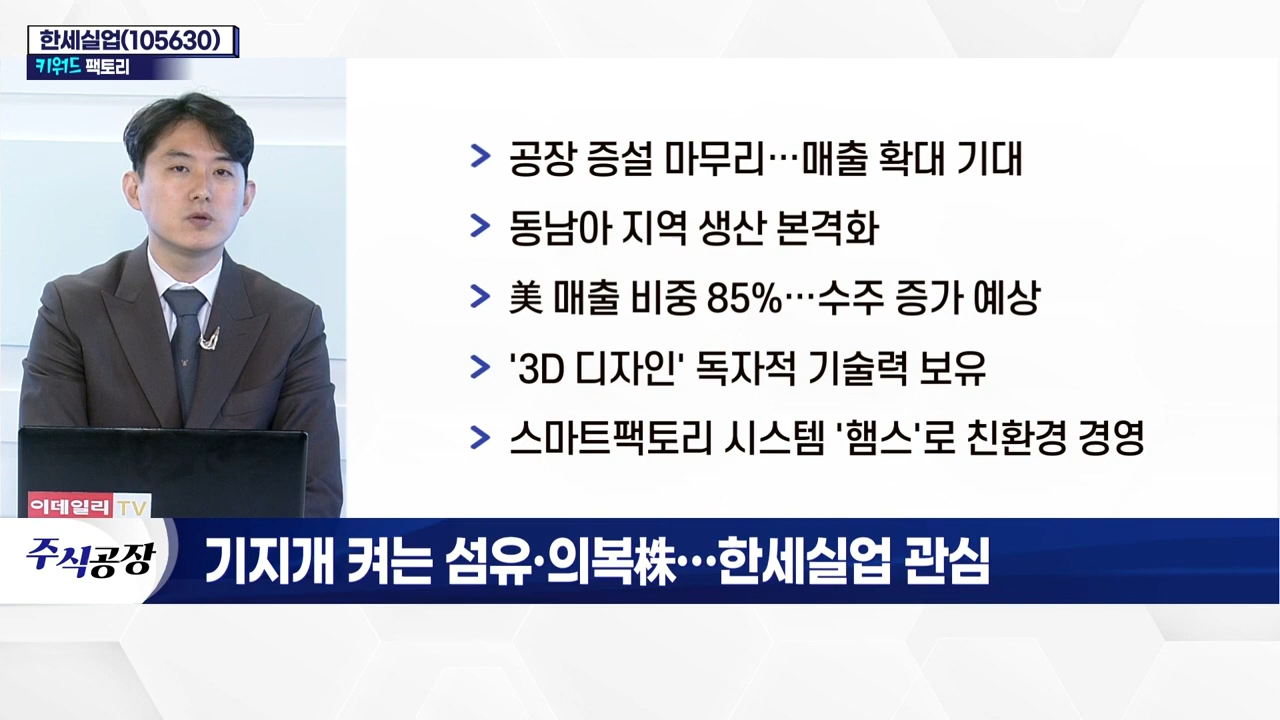 한세실업(105630)
키워드 팩토리
> 공장 증설 마무리…매출 확대 기대
> 동남아 지역 생산 본격화
> 美 매출 비중 85%…수주 증가 예상
> '3D 디자인' 독자적 기술력 보유
> 스마트팩토리 시스템 '햄스'로 친환경 경영
이데일리TV
주식공장
기지개 켜는 섬유·의복株…한세실업 관심